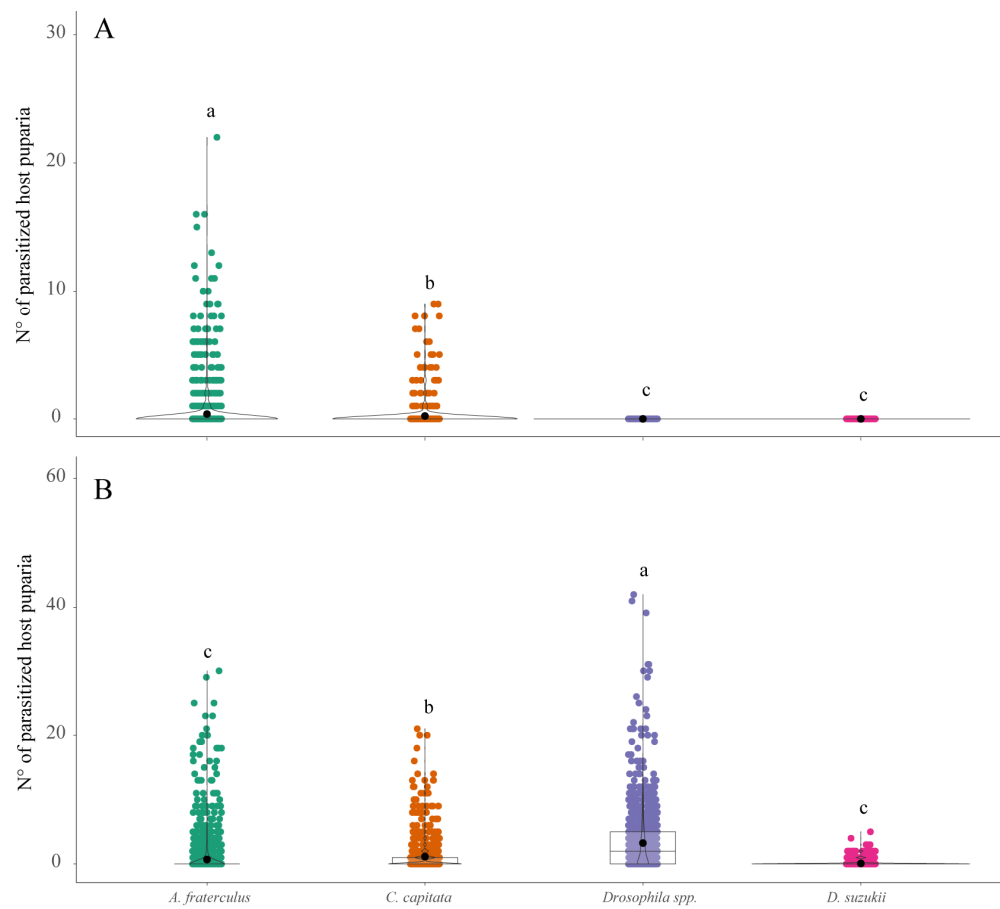 A
N° of parasitized host puparia
30
20
10
0
a
b
c
c
B
N° of parasitized host puparia
60
40
20
0
c
b
a
c
A. fraterculus
C. capitata
Drosophila spp.
D. suzukii